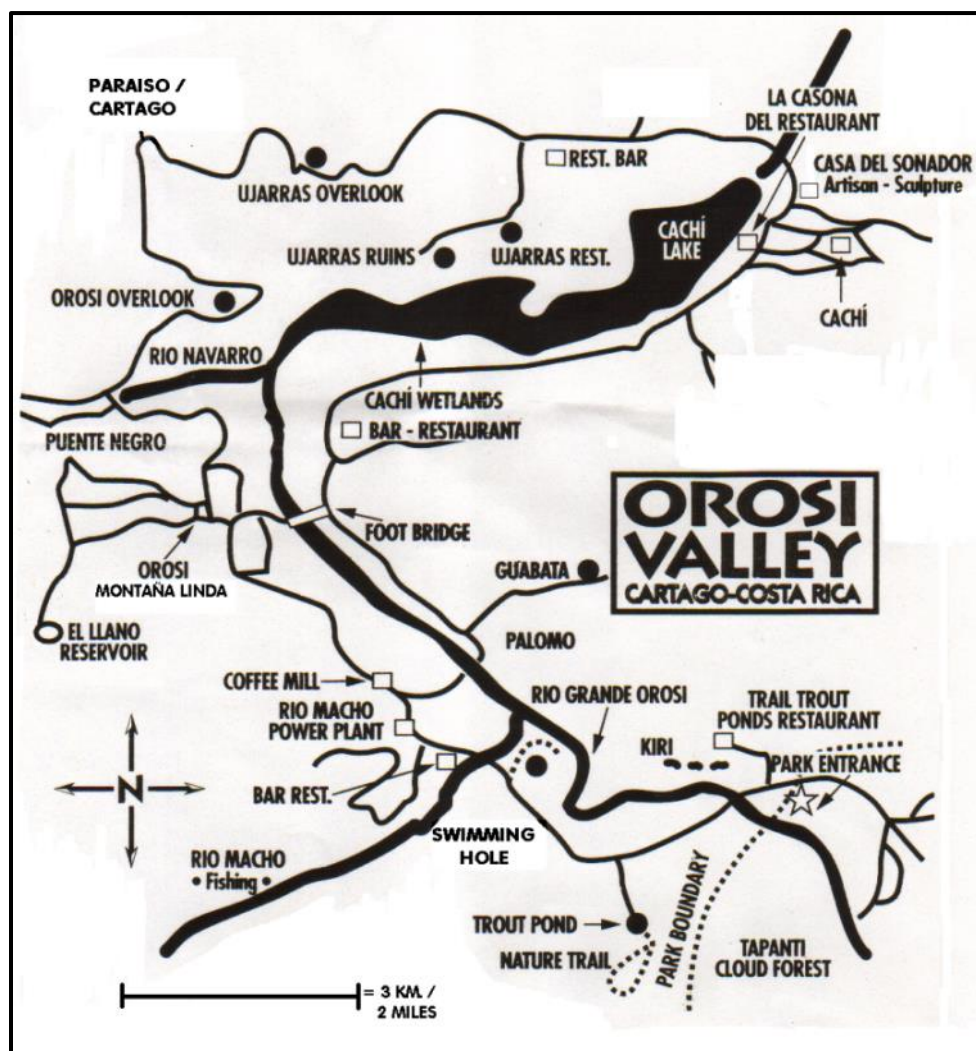 PARAISO /
CARTAGO
LA CASONA
DEL RESTAURANT
REST. BAR
CASA DEL SONADOR
Artisan - Sculpture
UJARRAS OVERLOOK
CACHÍ
LAKE
UJARRAS RUINS
UJARRAS REST.
OROSI OVERLOOK
CACHÍ
RIO NAVARRO
CACHÍ WETLANDS
BAR - RESTAURANT
PUENTE NEGRO
OROSI
VALLEY
CARTAGO-COSTA RICA
FOOT BRIDGE
OROSI
MONTAÑA LINDA
GUABATA
EL LLANO
RESERVOIR
PALOMO
COFFEE MILL
RIO GRANDE OROSI
TRAIL TROUT
PONDS RESTAURANT
RIO MACHO
POWER PLANT
KIRI
PARK ENTRANCE
N
BAR REST.
SWIMMING
HOLE
RIO MACHO
• Fishing •
PARK BOUNDARY
TROUT POND
NATURE TRAIL
TAPANTI
CLOUD FOREST
= 3 KM. /
2 MILES